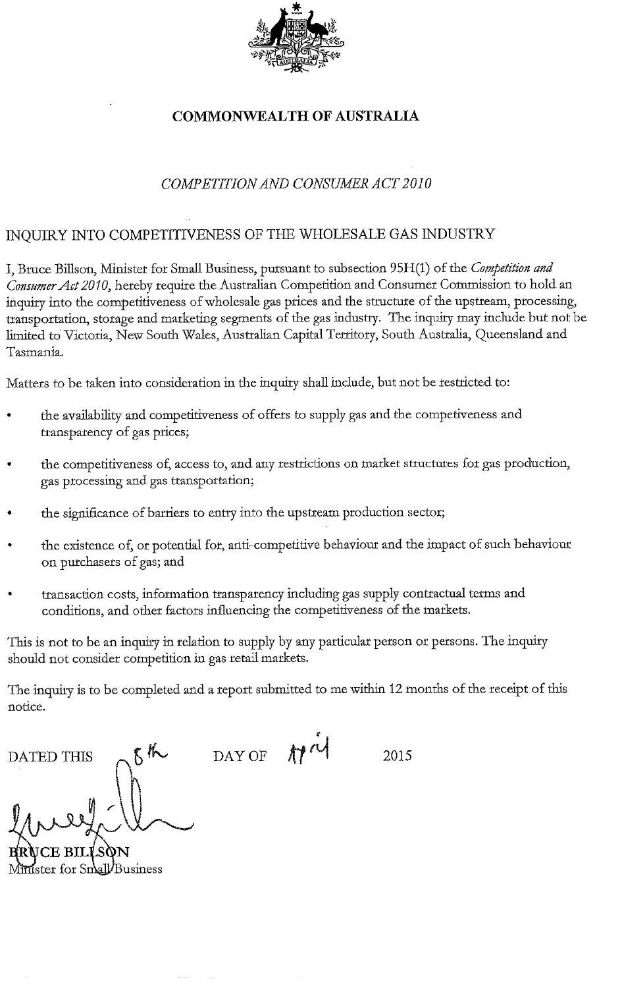 AUSTRALIA
COMMONWEALTH OF AUSTRALIA
COMPETITION AND CONSUMER ACT 2010
INQUIRY INTO COMPETITIVENESS OF THE WHOLESALE GAS INDUSTRY
I, Bruce Billson, Minister for Small Business, pursuant to subsection 95H(1) of the Competition and
Consumer Act 2010, hereby require the Australian Competition and Consumer Commission to hold an
inquiry into the competitiveness of wholesale gas prices and the structure of the upstream, processing,
transportation, storage and marketing segments of the gas industry. The inquiry may include but not be
limited to Victoria, New South Wales, Australian Capital Territory, South Australia, Queensland and
Tasmania.
Matters to be taken into consideration in the inquiry shall include, but not be restricted to:
• the availability and competitiveness of offers to supply gas and the competiveness and
transparency of gas prices;
• the competitiveness of, access to, and any restrictions on market structures for gas production,
gas processing and gas transportation;
• the significance of barriers to entry into the upstream production sector;
• the existence of, or potential for, anti-competitive behaviour and the impact of such behaviour
on purchasers of gas; and
• transaction costs, information transparency including gas supply contractual terms and
conditions, and other factors influencing the competitiveness of the markets.
This is not to be an inquiry in relation to supply by any particular person or persons. The inquiry
should not consider competition in gas retail markets.
The inquiry is to be completed and a report submitted to me within 12 months of the receipt of this
notice.
DATED THIS 8th DAY OF April 2015
BRUCE BILLSON
Minister for Small Business